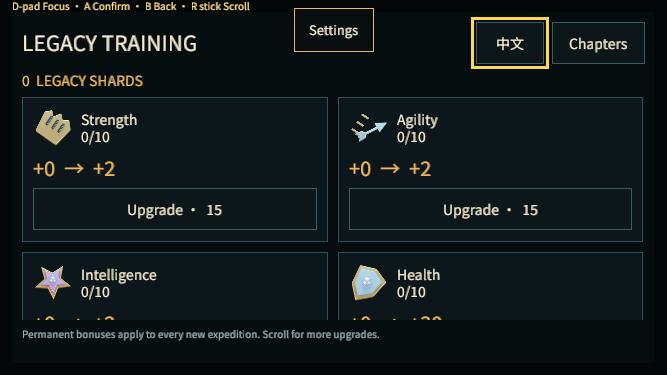 D-pad Focus • A Confirm • B Back • R stick Scroll
Settings
LEGACY TRAINING
中文
Chapters
0 LEGACY SHARDS
Strength
0/10
+0 → +2
Upgrade • 15
Agility
0/10
+0 → +2
Upgrade • 15
Intelligence
0/10
Health
0/10
Permanent bonuses apply to every new expedition. Scroll for more upgrades.